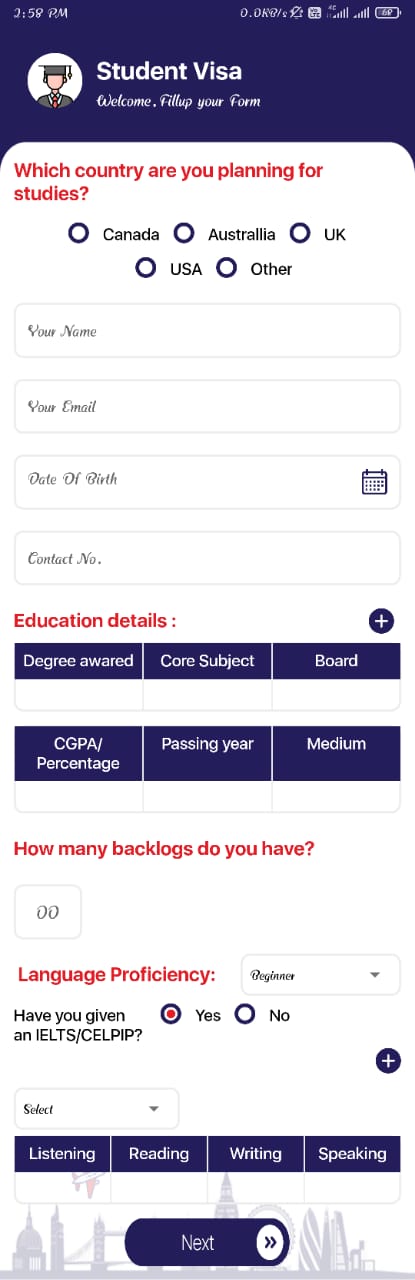 2:58 PM 0.0KB/s 4G 68
Student Visa
Welcome, Fillup your Form
Which country are you planning for
studies?
Canada Australlia UK
USA Other
Your Name
Your Email
Date Of Birth
Contact No.
Education details :
Degree awared Core Subject Board
CGPA/
Percentage Passing year Medium
How many backlogs do you have?
00
Language Proficiency: Beginner
Have you given
an IELTS/CELPIP? Yes No
Select
Listening Reading Writing Speaking
Next